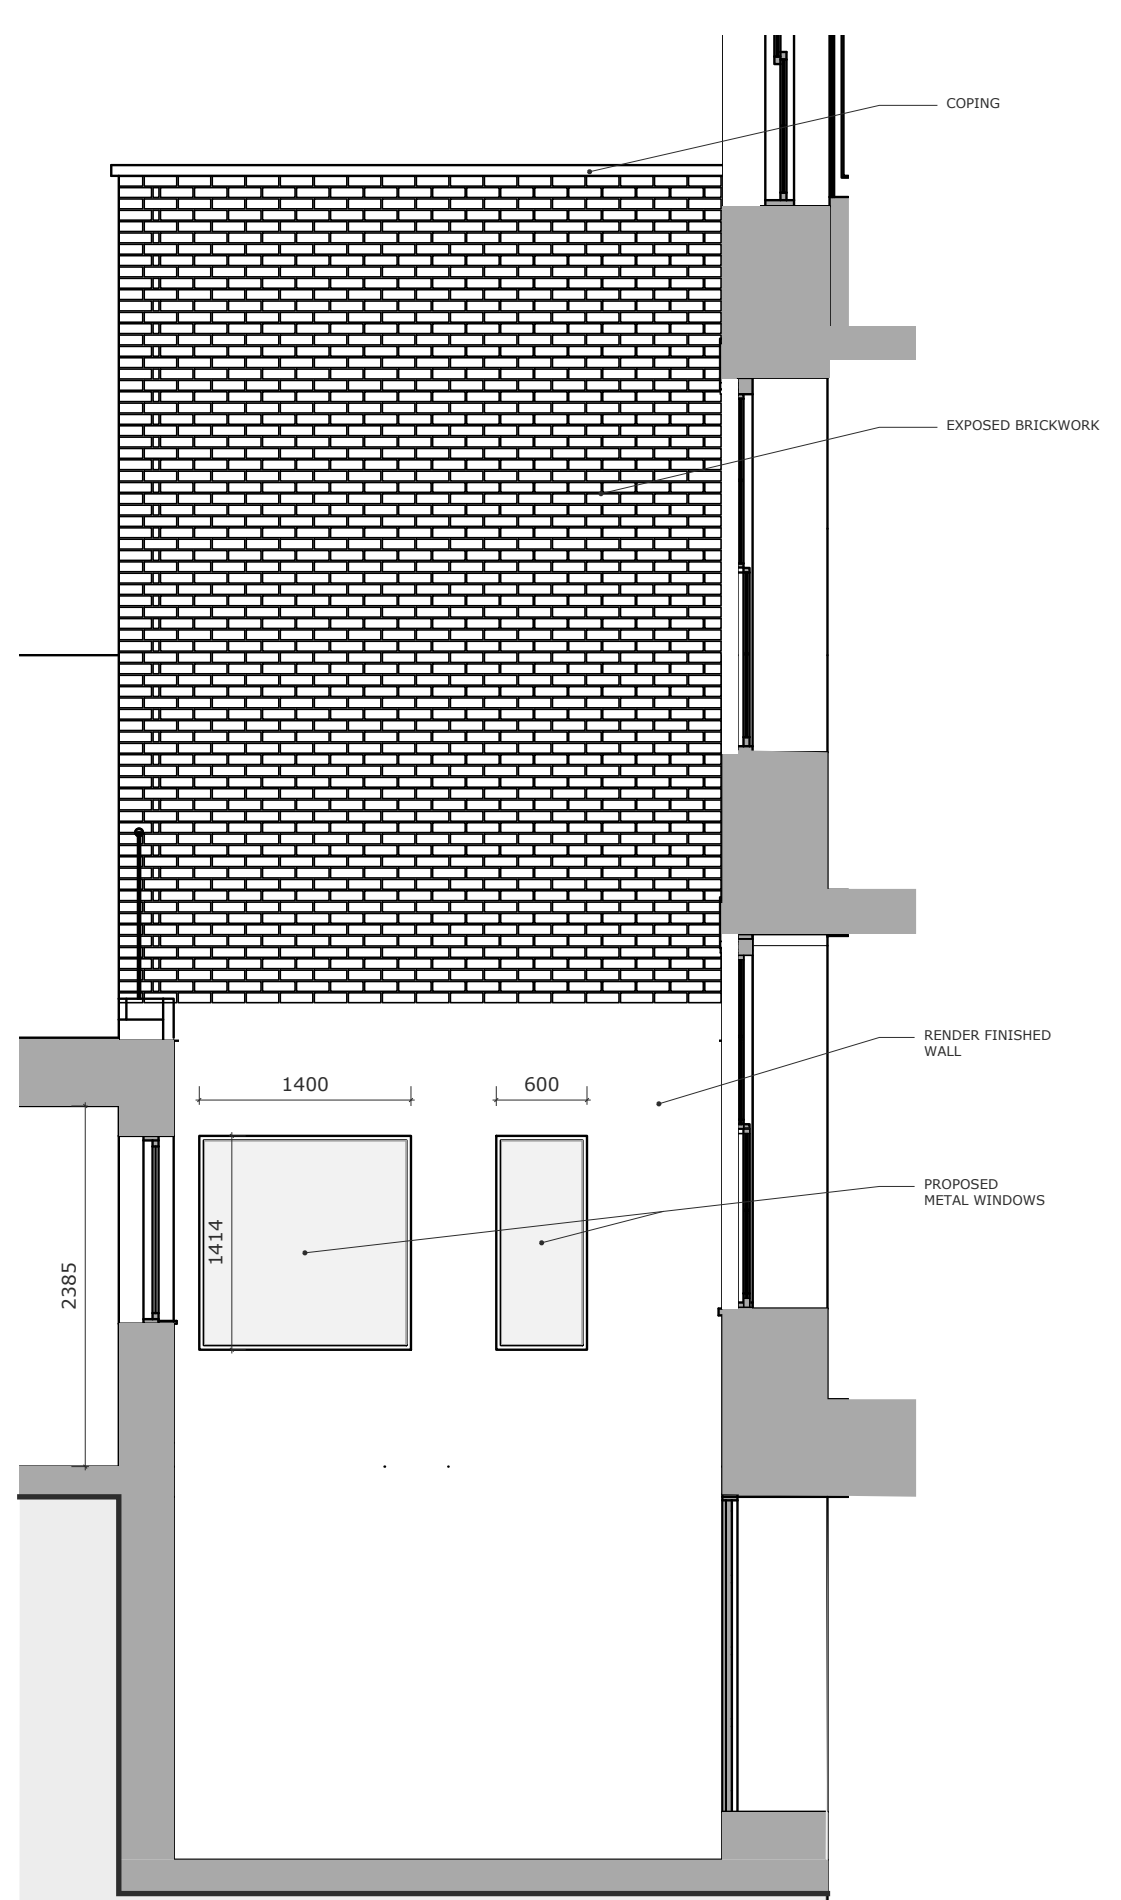 COPING
EXPOSED BRICKWORK
RENDER FINISHED
WALL
1400
600
PROPOSED
METAL WINDOWS
1414
2385